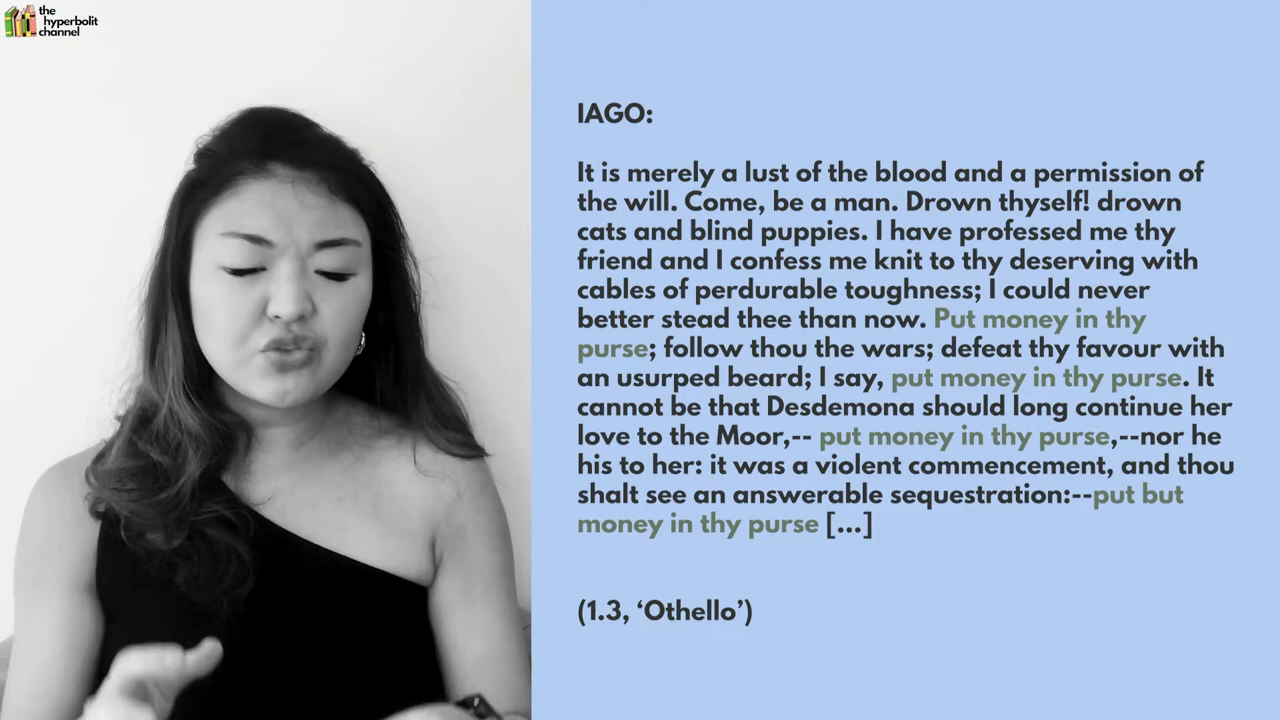 the
hyperbolit
channel
IAGO:
It is merely a lust of the blood and a permission of
the will. Come, be a man. Drown thyself! drown
cats and blind puppies. I have professed me thy
friend and I confess me knit to thy deserving with
cables of perdurable toughness; I could never
better stead thee than now. Put money in thy
purse; follow thou the wars; defeat thy favour with
an usurped beard; I say, put money in thy purse. It
cannot be that Desdemona should long continue her
love to the Moor,-- put money in thy purse,--nor he
his to her: it was a violent commencement, and thou
shalt see an answerable sequestration:--put but
money in thy purse [...]
(1.3, ‘Othello’)